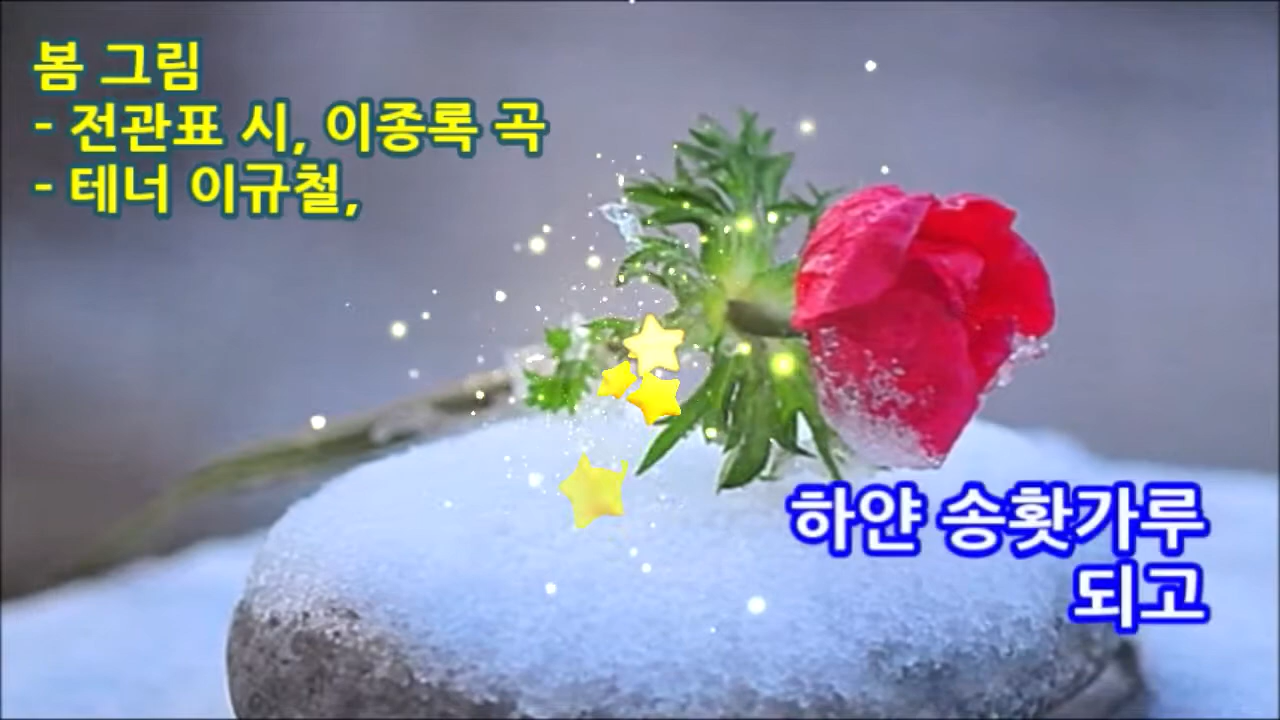 봄 그림
- 전관표 시, 이종록 곡
- 테너 이규철,
하얀 송홧가루
되고